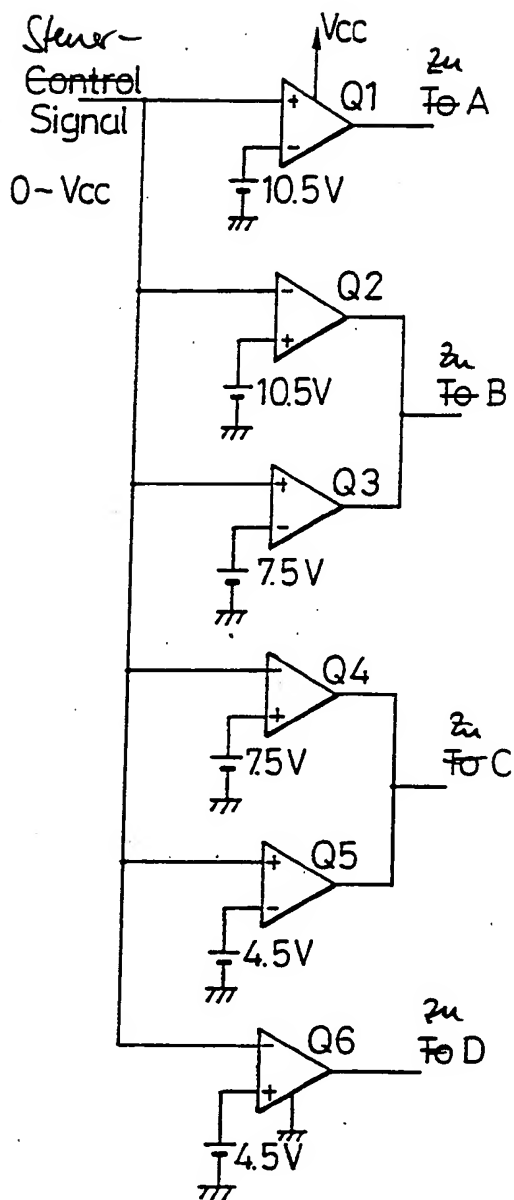 Steuer-
Control
Signal
0~Vcc
Vcc
+
Q1
zu
To A
-
10.5V
-
Q2
+
10.5V
zu
To B
+
Q3
-
7.5V
-
Q4
+
7.5V
zu
To C
+
Q5
-
4.5V
-
Q6
zu
To D
+
4.5V